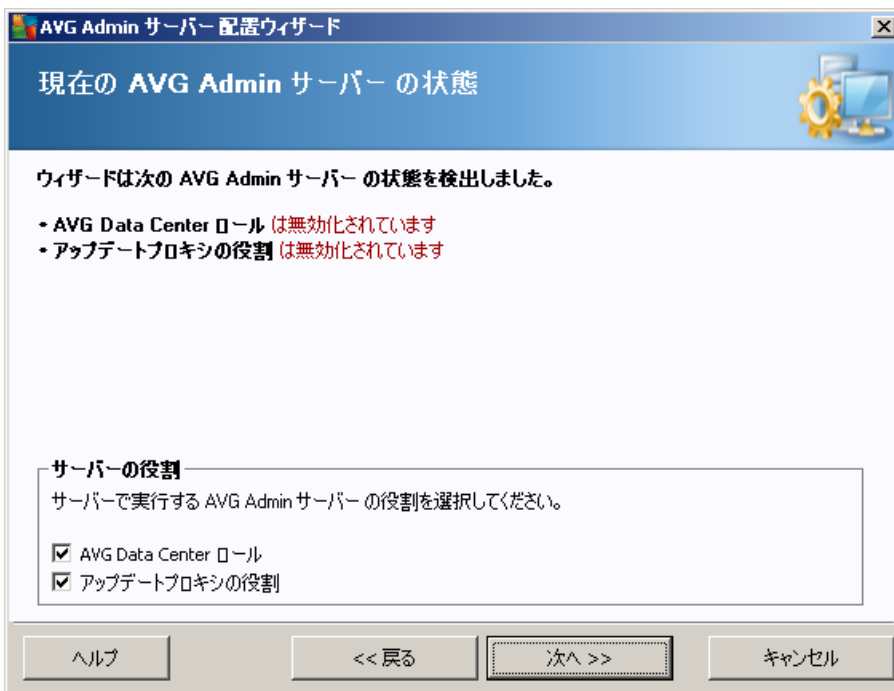 AVG Admin サーバー 配置ウィザード
現在の AVG Admin サーバー の状態
ウィザードは次の AVG Admin サーバー の状態を検出しました。
• AVG Data Center ロール は無効化されています
• アップデートプロキシの役割 は無効化されています
サーバーの役割
サーバーで実行する AVG Admin サーバー の役割を選択してください。
AVG Data Center ロール
アップデートプロキシの役割
ヘルプ
<< 戻る
次へ >>
キャンセル